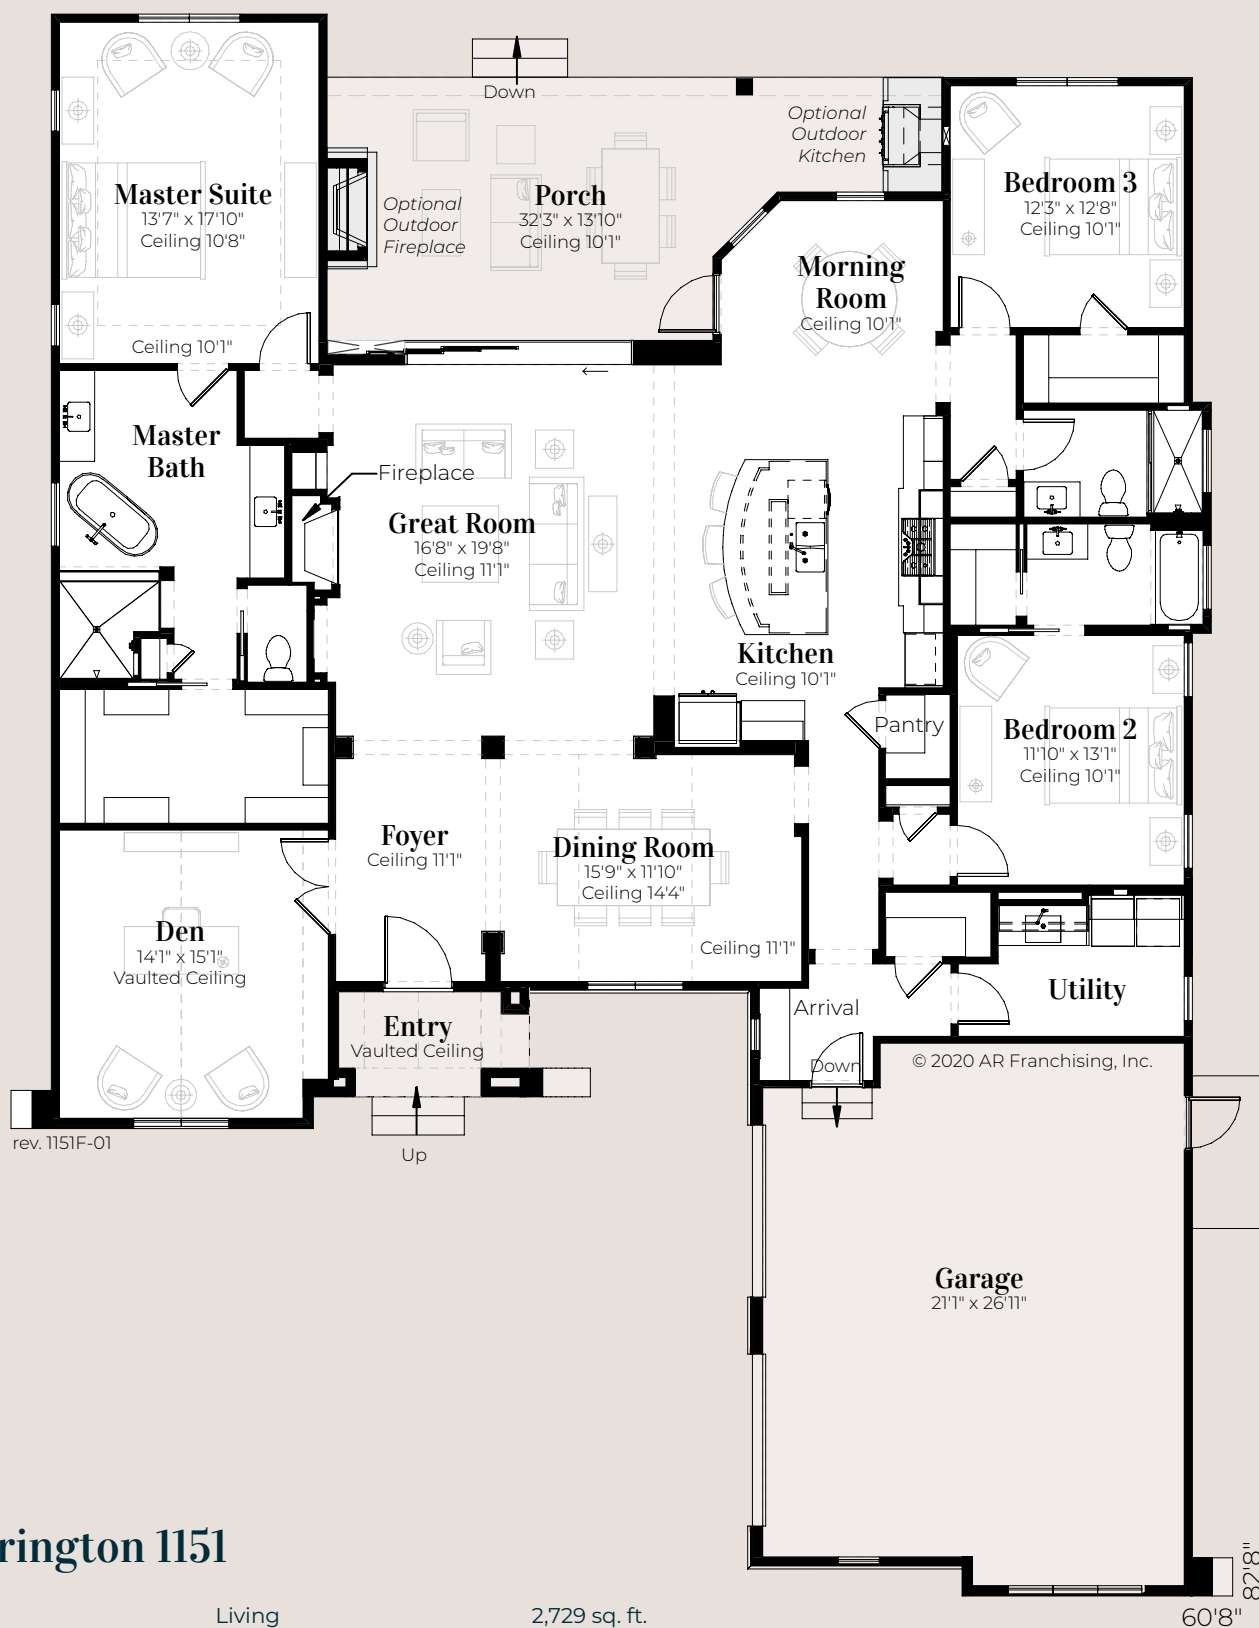 Down
Optional
Outdoor
Kitchen
Master Suite
13'7" x 17'10"
Ceiling 10'8"
Optional
Outdoor
Fireplace
Porch
32'3" x 13'10"
Ceiling 10'1"
Bedroom 3
12'3" x 12'8"
Ceiling 10'1"
Morning
Room
Ceiling 10'1"
Ceiling 10'1"
Master
Bath
Fireplace
Great Room
16'8" x 19'8"
Ceiling 11'1"
Kitchen
Ceiling 10'1"
Pantry
Bedroom 2
11'10" x 13'1"
Ceiling 10'1"
Foyer
Ceiling 11'1"
Dining Room
15'9" x 11'10"
Ceiling 14'4"
Ceiling 11'1"
Den
14'1" x 15'1"
Vaulted Ceiling
Utility
Arrival
Entry
Vaulted Ceiling
Down
© 2020 AR Franchising, Inc.
rev. 1151F-01
Up
Garage
21'1" x 26'11"
rington 1151
Living 2,729 sq. ft.
82'8"
60'8"